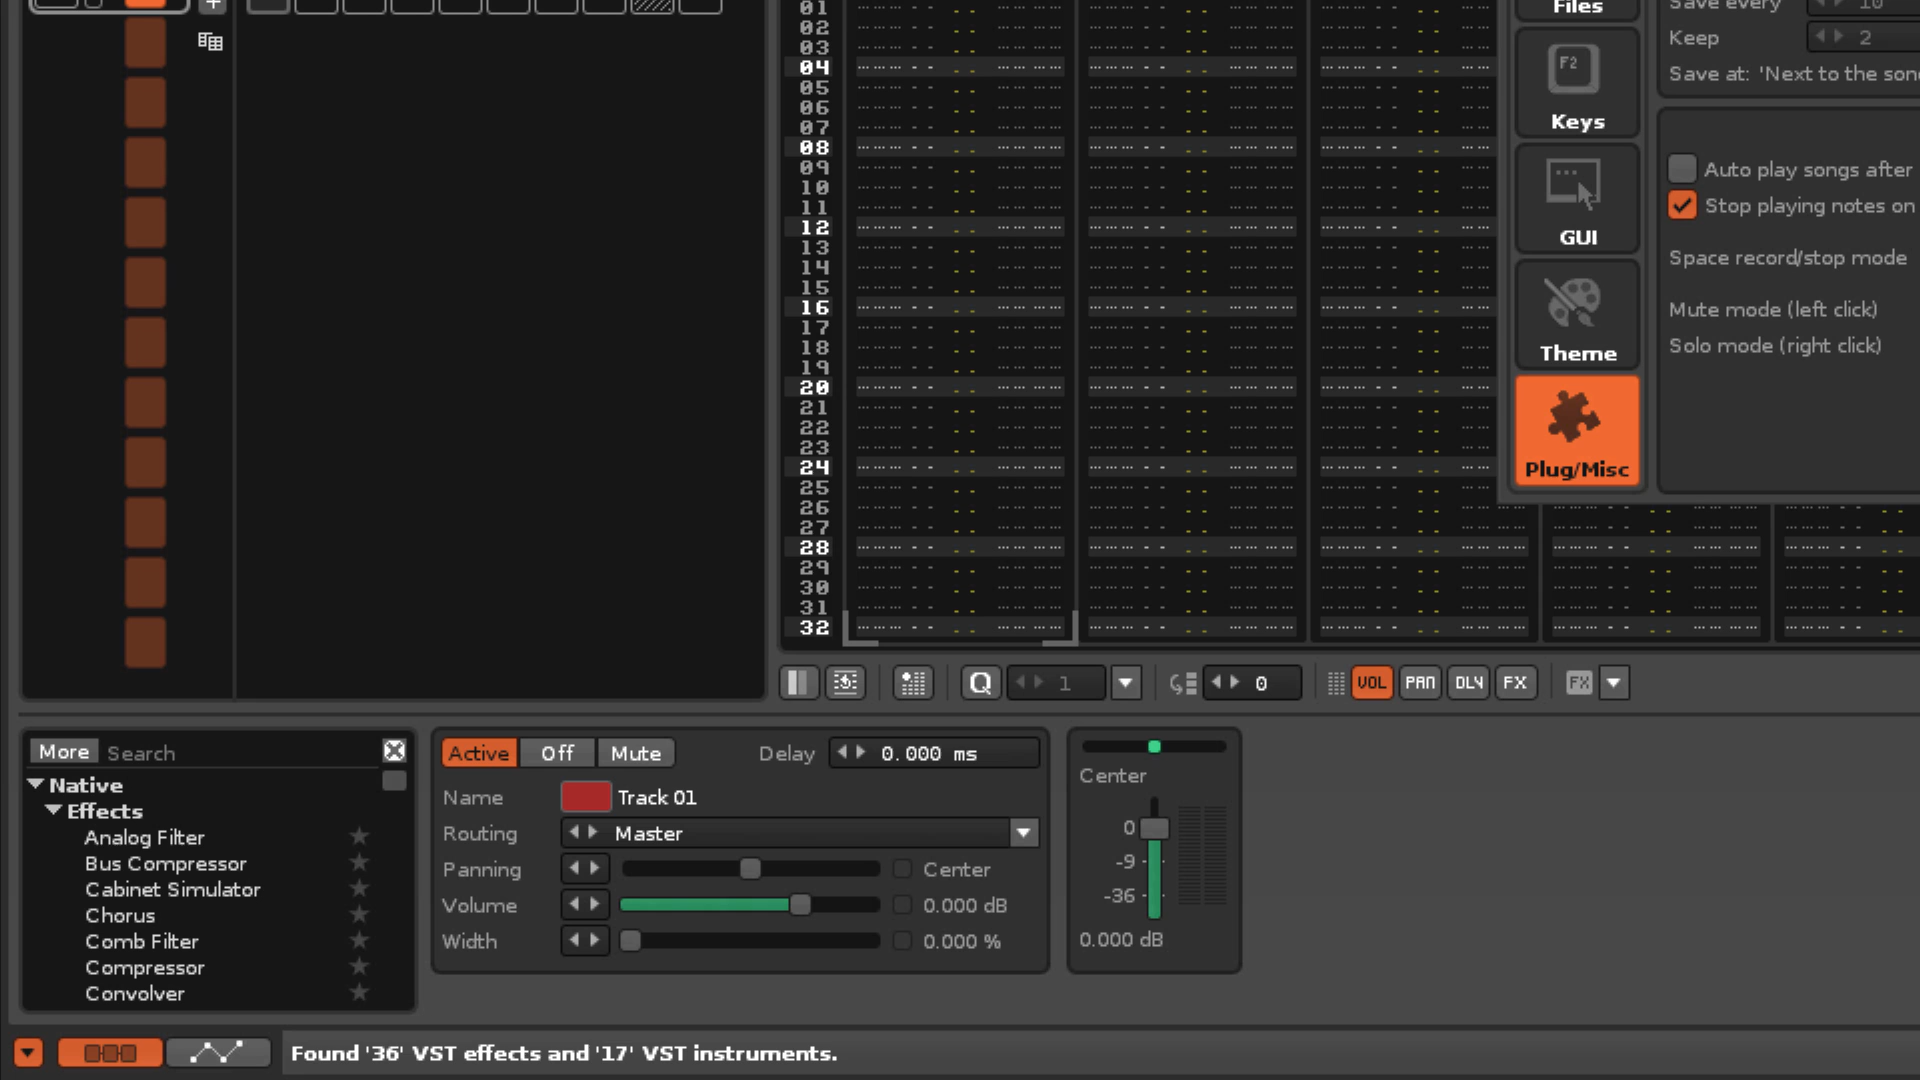 01
02
03
04
05
06
07
08
09
10
11
12
13
14
15
16
17
18
19
20
21
22
23
24
25
26
27
28
29
30
31
32
Files
F2
Keys
GUI
Theme
Plug/Misc
Save every 10
Keep 2
Save at: 'Next to the son
Auto play songs after
Stop playing notes on
Space record/stop mode
Mute mode (left click)
Solo mode (right click)
Q 1 0 VOL PAN DLY FX FX
More Search
Native
Effects
Analog Filter
Bus Compressor
Cabinet Simulator
Chorus
Comb Filter
Compressor
Convolver
Active Off Mute Delay 0.000 ms
Name Track 01
Routing Master
Panning Center
Volume 0.000 dB
Width 0.000 %
Center
0
-9
-36
0.000 dB
Found '36' VST effects and '17' VST instruments.